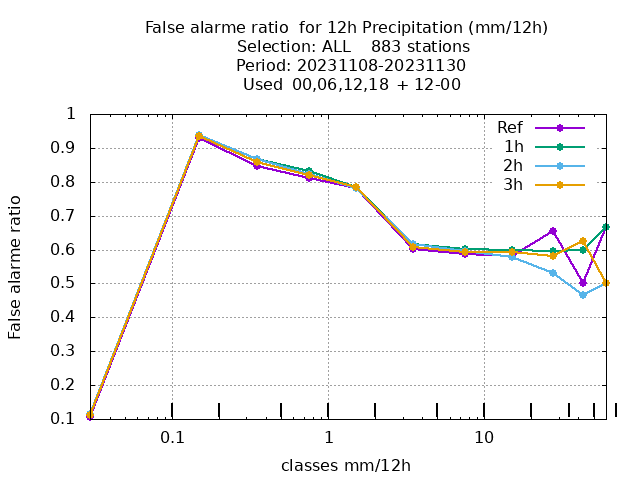 False alarme ratio  for 12h Precipitation (mm/12h)
Selection: ALL    883 stations
Period: 20231108-20231130
Used  00,06,12,18  + 12-00
False alarme ratio
1
0.9
0.8
0.7
0.6
0.5
0.4
0.3
0.2
0.1
Ref
1h
2h
3h
0.1
1
10
classes mm/12h